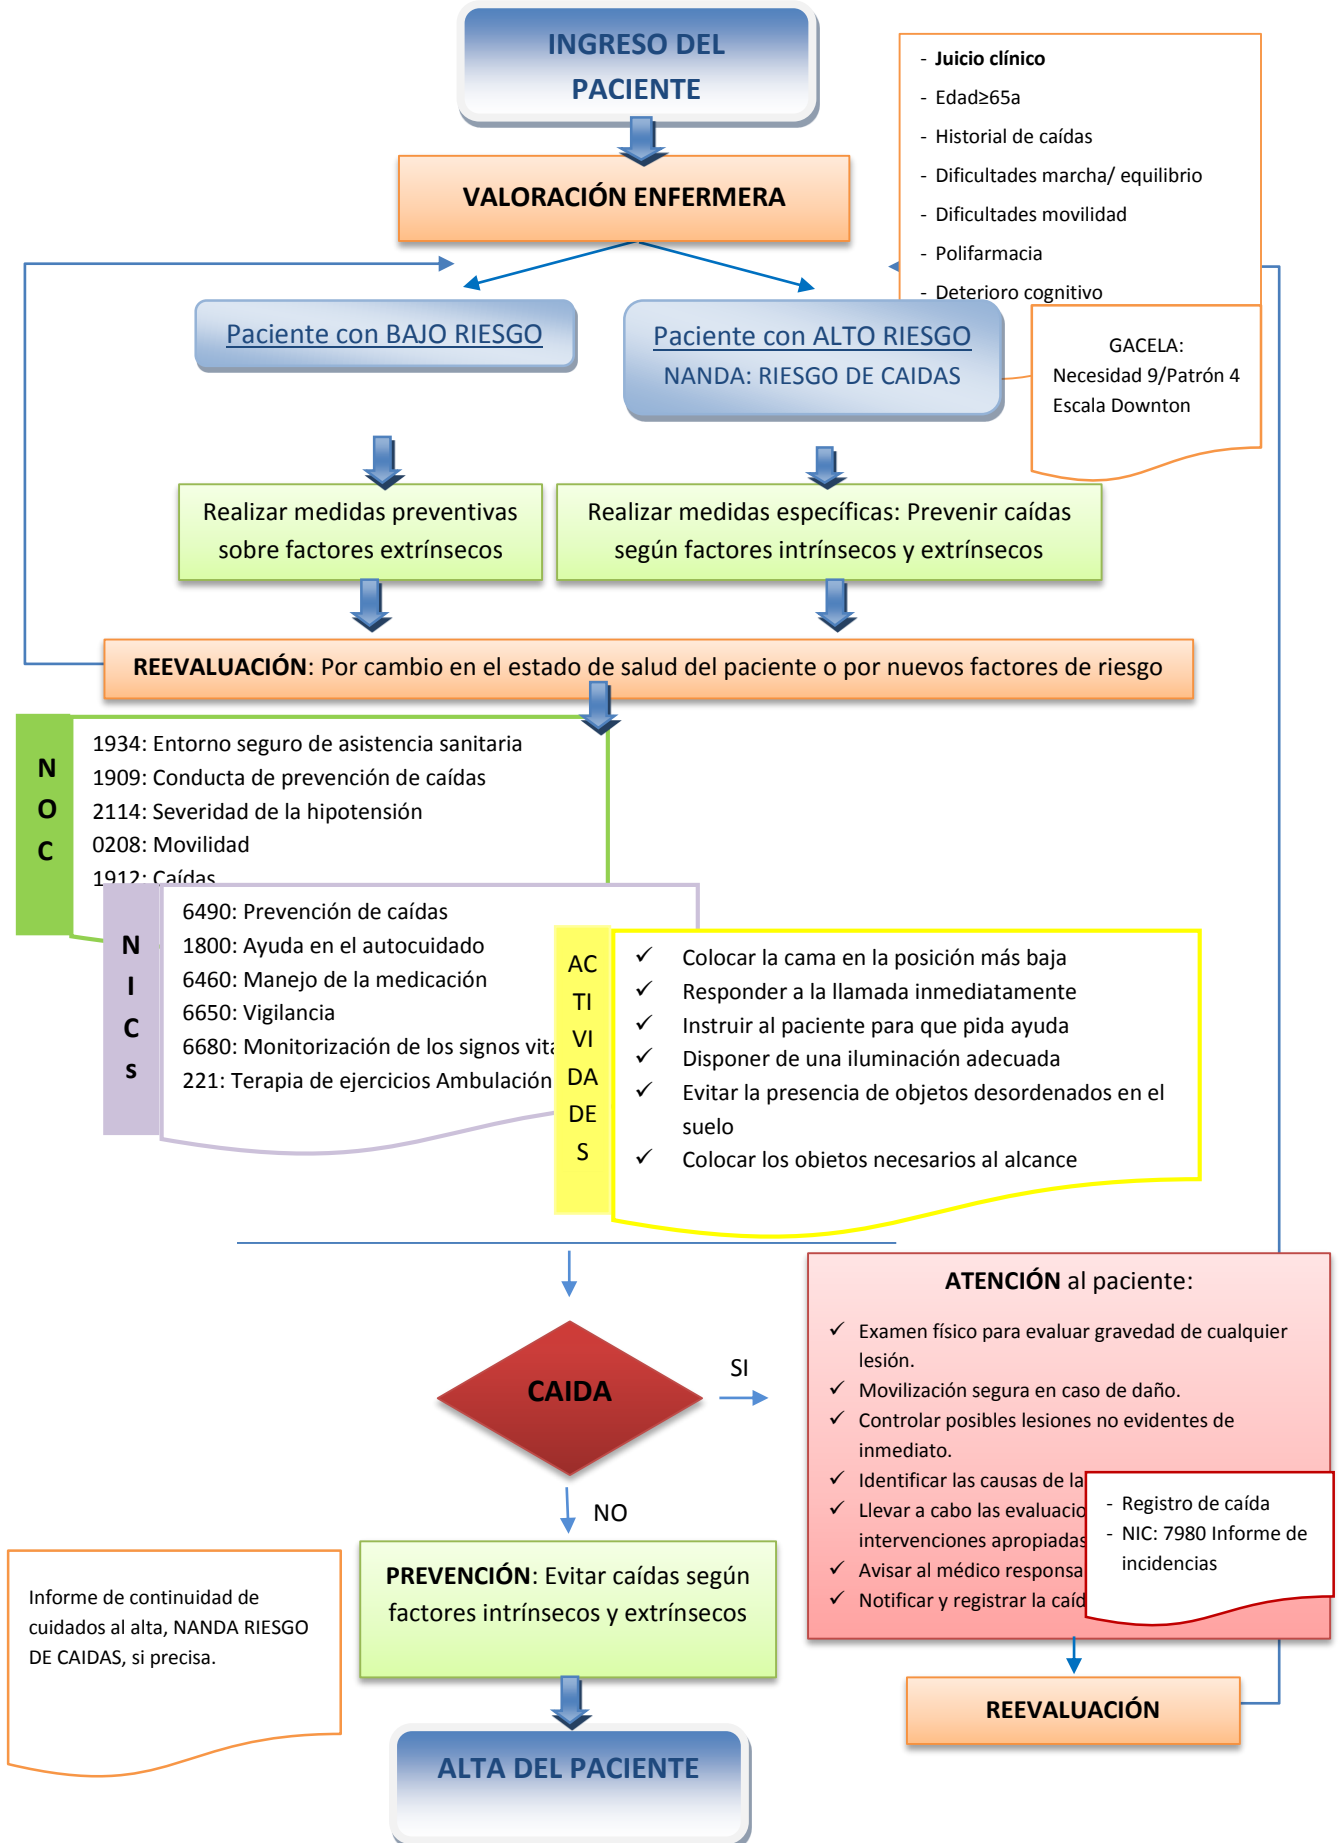 INGRESO DEL
PACIENTE
- Juicio clínico
- Edad≥65a
- Historial de caídas
- Dificultades marcha/ equilibrio
- Dificultades movilidad
- Polifarmacia
- Deterioro cognitivo
VALORACIÓN ENFERMERA
Paciente con BAJO RIESGO
Paciente con ALTO RIESGO
NANDA: RIESGO DE CAIDAS
GACELA:
Necesidad 9/Patrón 4
Escala Downton
Realizar medidas preventivas
sobre factores extrínsecos
Realizar medidas específicas: Prevenir caídas
según factores intrínsecos y extrínsecos
REEVALUACIÓN: Por cambio en el estado de salud del paciente o por nuevos factores de riesgo
N
O
C
1934: Entorno seguro de asistencia sanitaria
1909: Conducta de prevención de caídas
2114: Severidad de la hipotensión
0208: Movilidad
1912: Caídas
N
I
C
s
6490: Prevención de caídas
1800: Ayuda en el autocuidado
6460: Manejo de la medicación
6650: Vigilancia
6680: Monitorización de los signos vita
221: Terapia de ejercicios Ambulación
AC
TI
VI
DA
DE
S
✓ Colocar la cama en la posición más baja
✓ Responder a la llamada inmediatamente
✓ Instruir al paciente para que pida ayuda
✓ Disponer de una iluminación adecuada
✓ Evitar la presencia de objetos desordenados en el
suelo
✓ Colocar los objetos necesarios al alcance
CAIDA
SI
NO
ATENCIÓN al paciente:
✓ Examen físico para evaluar gravedad de cualquier
lesión.
✓ Movilización segura en caso de daño.
✓ Controlar posibles lesiones no evidentes de
inmediato.
✓ Identificar las causas de la
✓ Llevar a cabo las evaluacio
intervenciones apropiadas
✓ Avisar al médico responsa
✓ Notificar y registrar la caíd
- Registro de caída
- NIC: 7980 Informe de
incidencias
PREVENCIÓN: Evitar caídas según
factores intrínsecos y extrínsecos
Informe de continuidad de
cuidados al alta, NANDA RIESGO
DE CAIDAS, si precisa.
REEVALUACIÓN
ALTA DEL PACIENTE